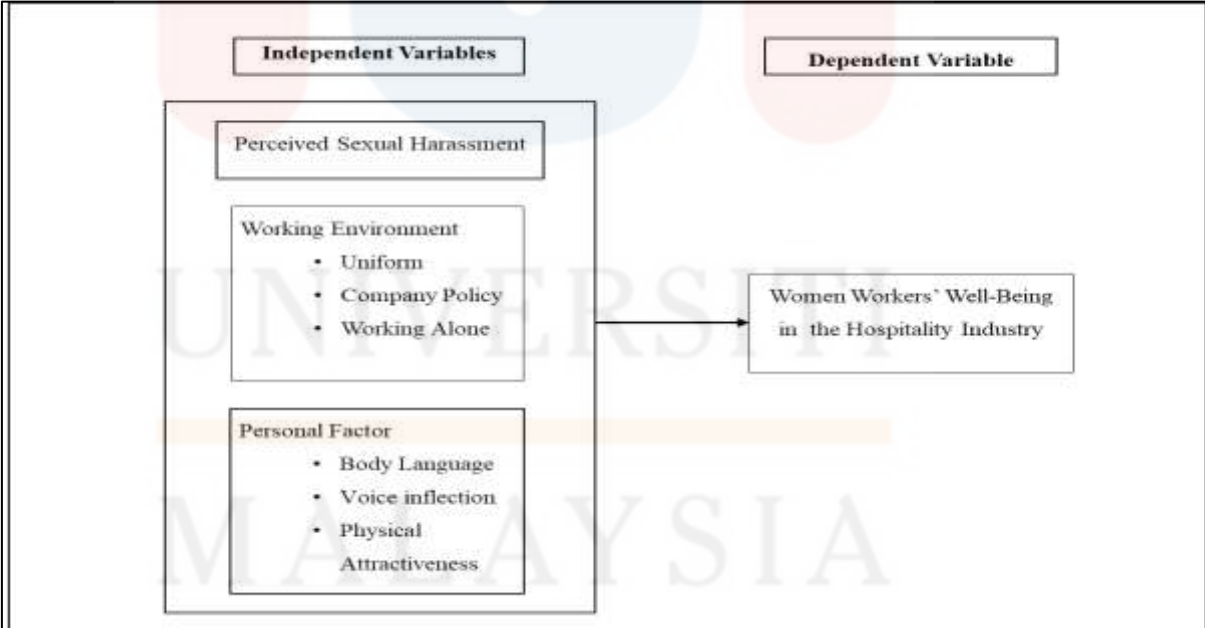 Independent Variables
Dependent Variable
Perceived Sexual Harassment
Working Environment
• Uniform
• Company Policy
• Working Alone
Personal Factor
• Body Language
• Voice inflection
• Physical
Attractiveness
Women Workers' Well-Being
in the Hospitality Industry
UNIVERSITI
MALAYSIA